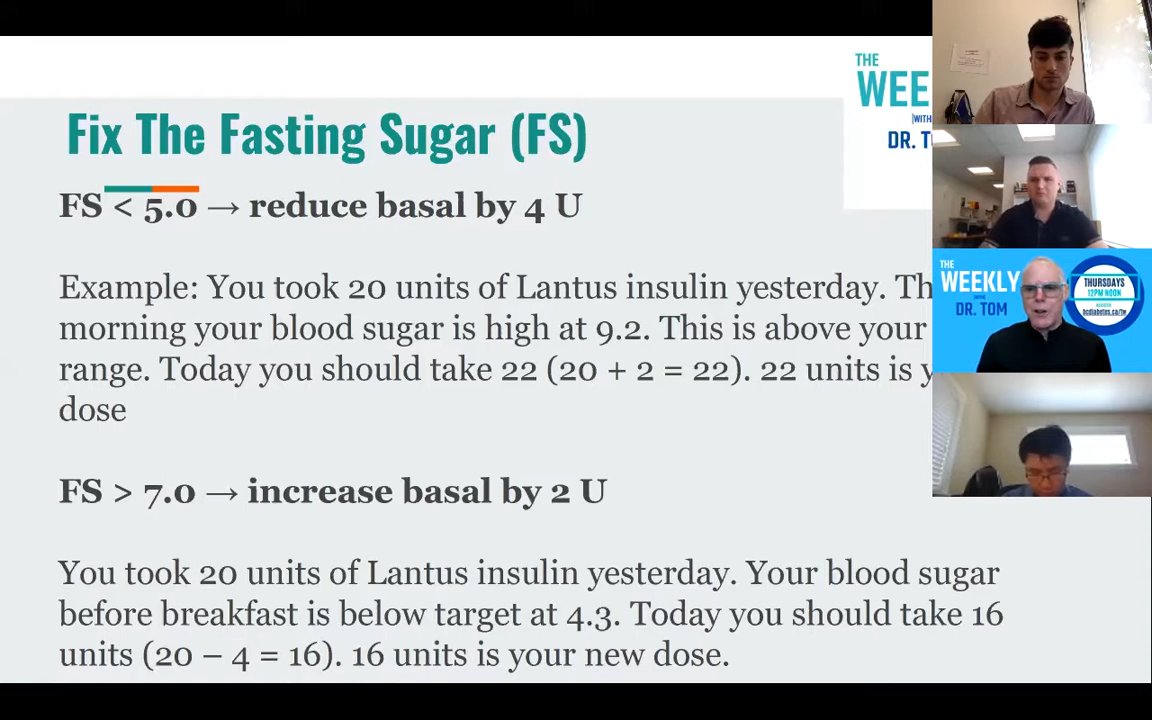 Fix The Fasting Sugar (FS)
FS < 5.0 → reduce basal by 4 U
Example: You took 20 units of Lantus insulin yesterday.
morning your blood sugar is high at 9.2. This is above your
range. Today you should take 22 (20 + 2 = 22). 22 units is
dose
FS > 7.0 → increase basal by 2 U
You took 20 units of Lantus insulin yesterday. Your blood sugar
before breakfast is below target at 4.3. Today you should take 16
units (20 – 4 = 16). 16 units is your new dose.
THE
WEE
WITH
DR. T
THE
WEEKLY
DR. TOM
THURSDAYS
12PM NOON
bcdiabetes.ca/tw